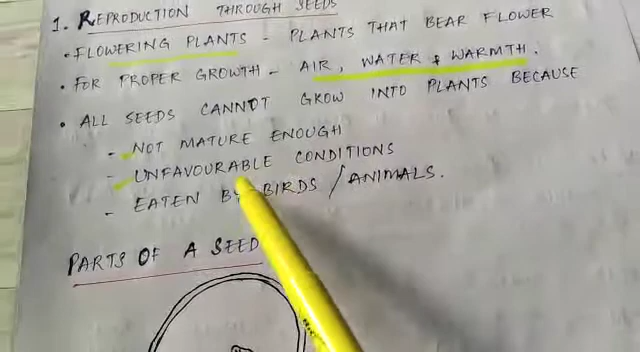 1. REPRODUCTION THROUGH SEEDS
• FLOWERING PLANTS - PLANTS THAT BEAR FLOWER
• FOR PROPER GROWTH - AIR, WATER & WARMTH.
• ALL SEEDS CANNOT GROW INTO PLANTS BECAUSE
- NOT MATURE ENOUGH
- UNFAVOURABLE CONDITIONS
- EATEN BY BIRDS / ANIMALS.
PARTS OF A SEED